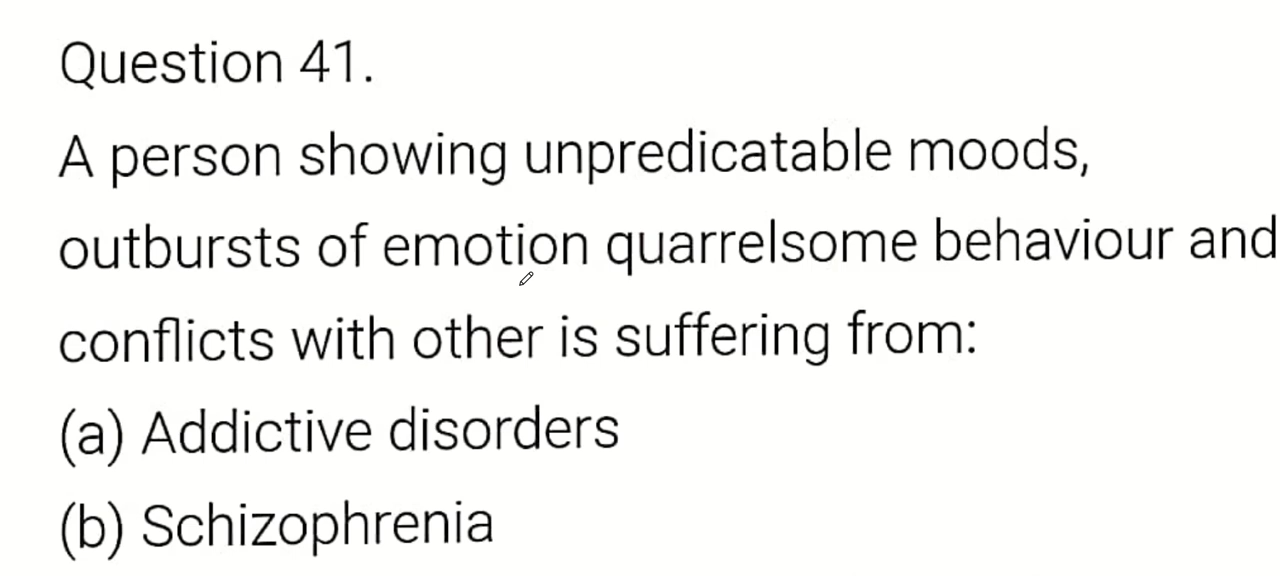 Question 41.
A person showing unpredicatable moods,
outbursts of emotion quarrelsome behaviour and
conflicts with other is suffering from:
(a) Addictive disorders
(b) Schizophrenia